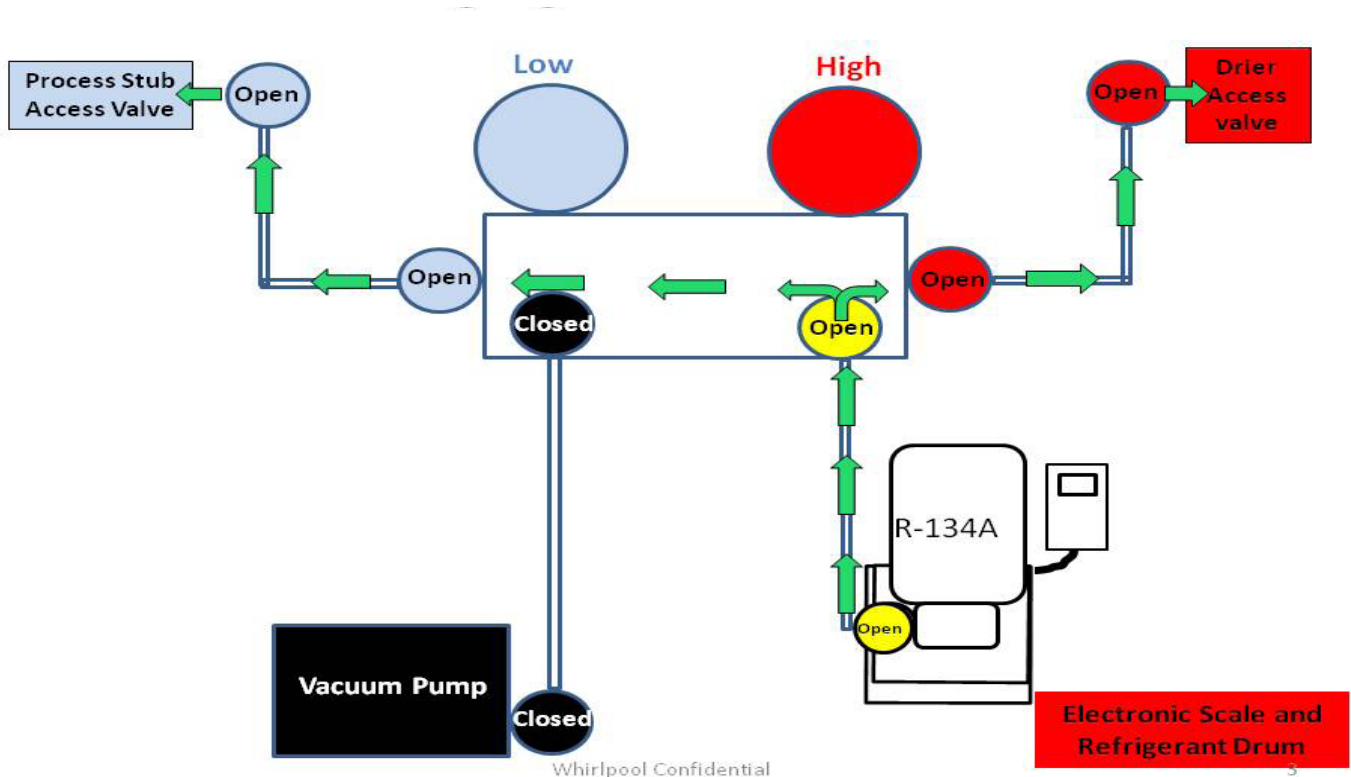 Low
High
Process Stub
Access Valve
Open
Open
Drier
Access
valve
Open
Open
Closed
Open
R-134A
Open
Vacuum Pump
Closed
Electronic Scale and
Refrigerant Drum
Whirlpool Confidential
3